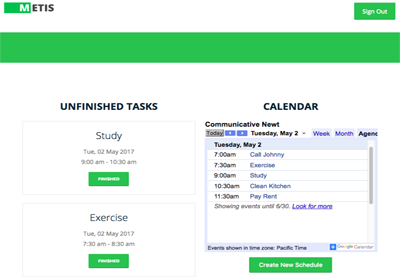 METIS
Sign Out
UNFINISHED TASKS
Study
Tue, 02 May 2017
9:00 am - 10:30 am
FINISHED
Exercise
Tue, 02 May 2017
7:30 am - 8:30 am
FINISHED
CALENDAR
Communicative Newt
Today Tuesday, May 2 Week Month Agen
Tuesday, May 2
7:00am Call Johnny
7:30am Exercise
9:00am Study
10:30am Clean Kitchen
11:30am Pay Rent
Showing events until 6/30. Look for more
Events shown in time zone: Pacific Time
Google Calendar
Create New Schedule